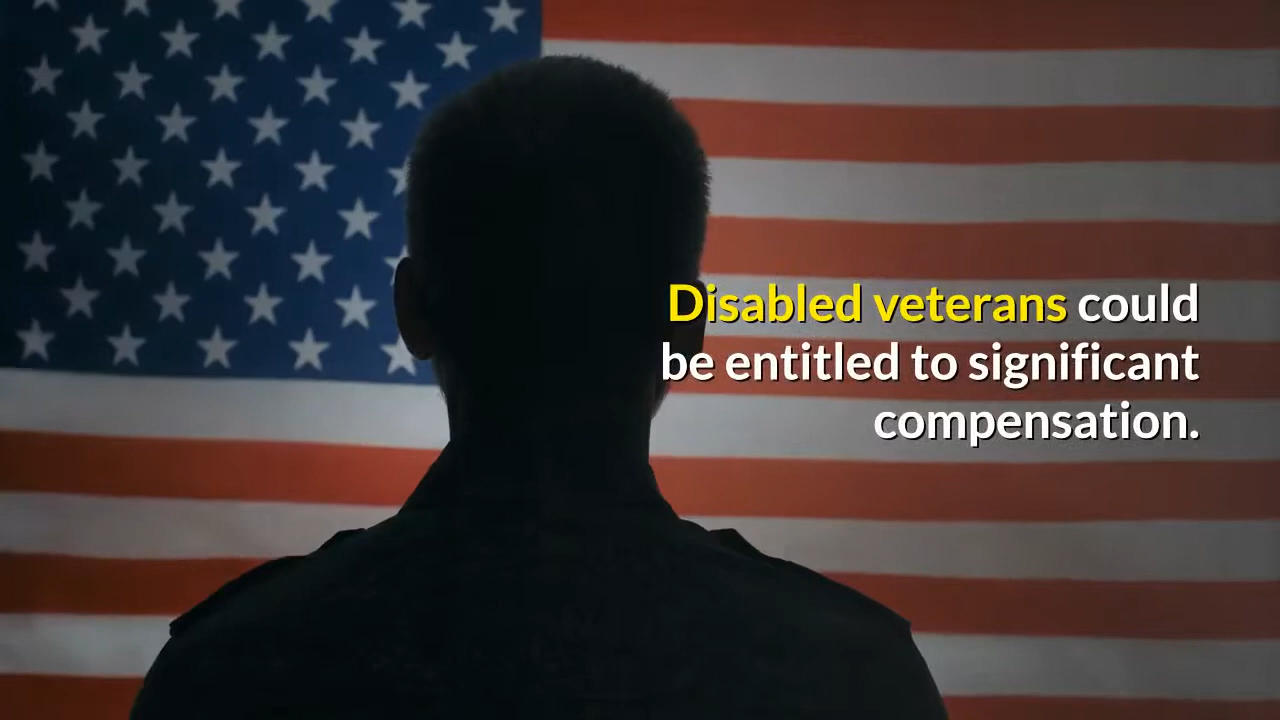 Disabled veterans could
be entitled to significant
compensation.